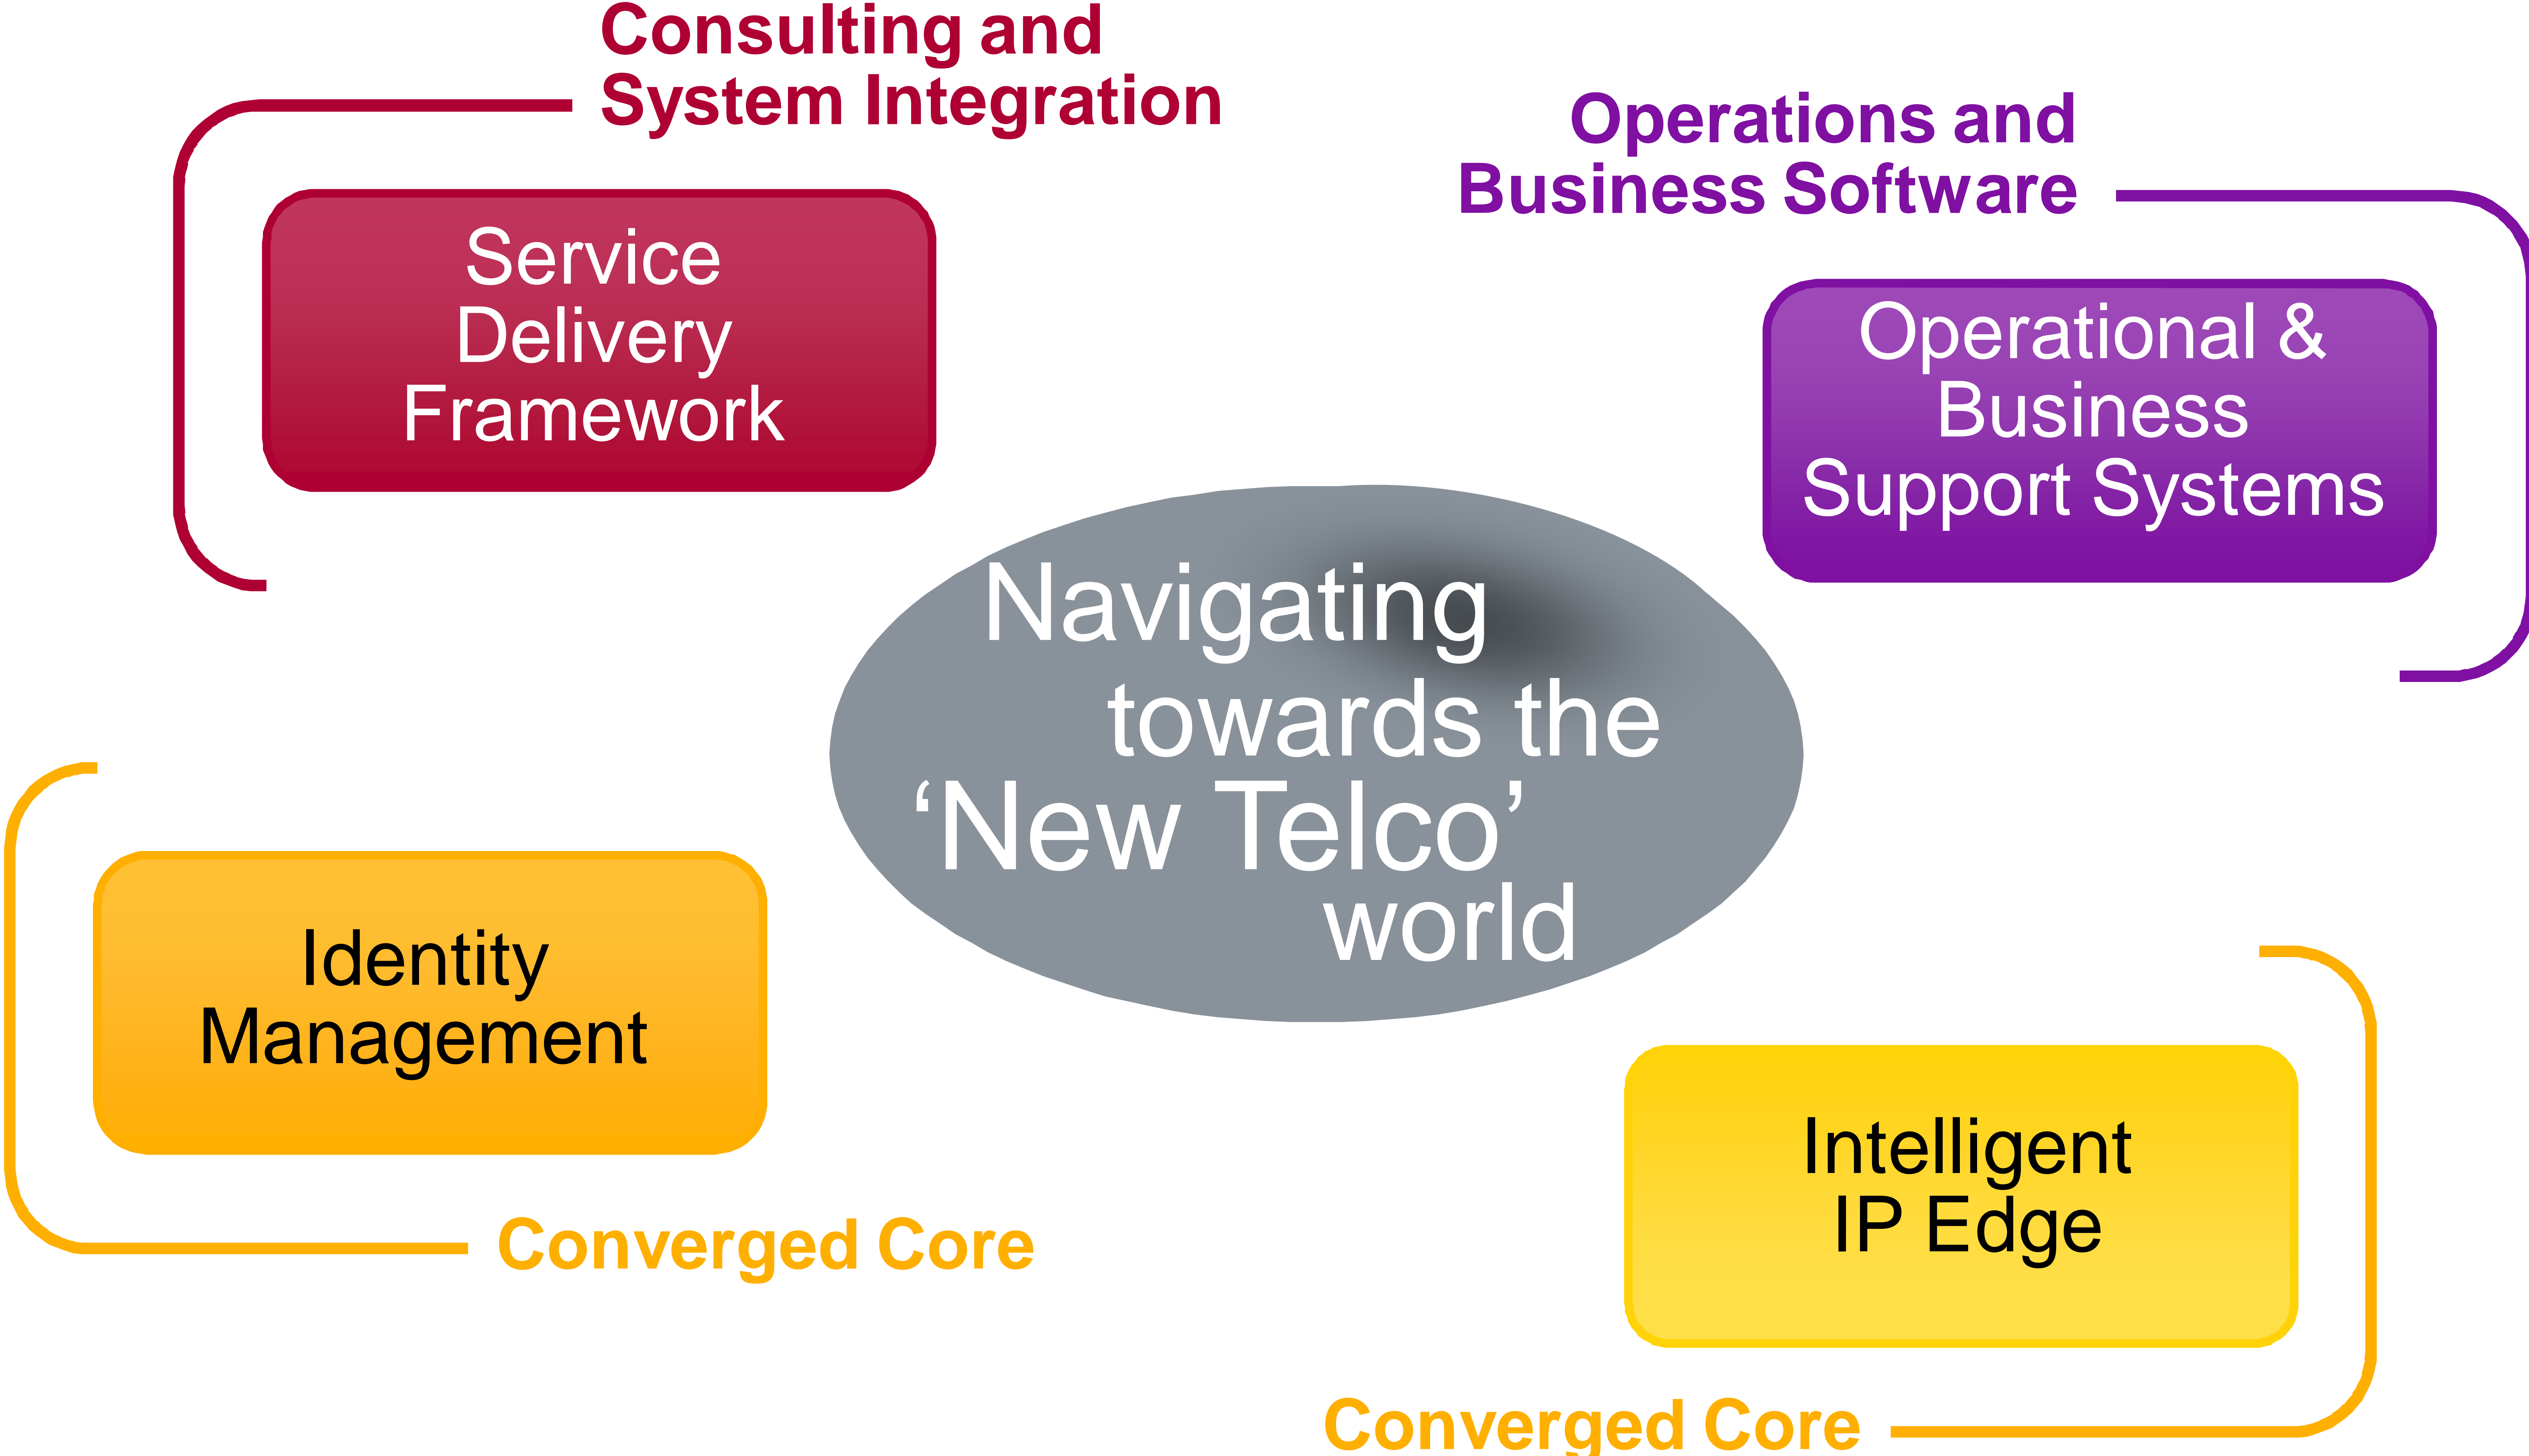 Consulting and
System Integration
Service
Delivery
Framework
Operations and
Business Software
Operational &
Business
Support Systems
Navigating
towards the
‘New Telco’
world
Identity
Management
Converged Core
Intelligent
IP Edge
Converged Core